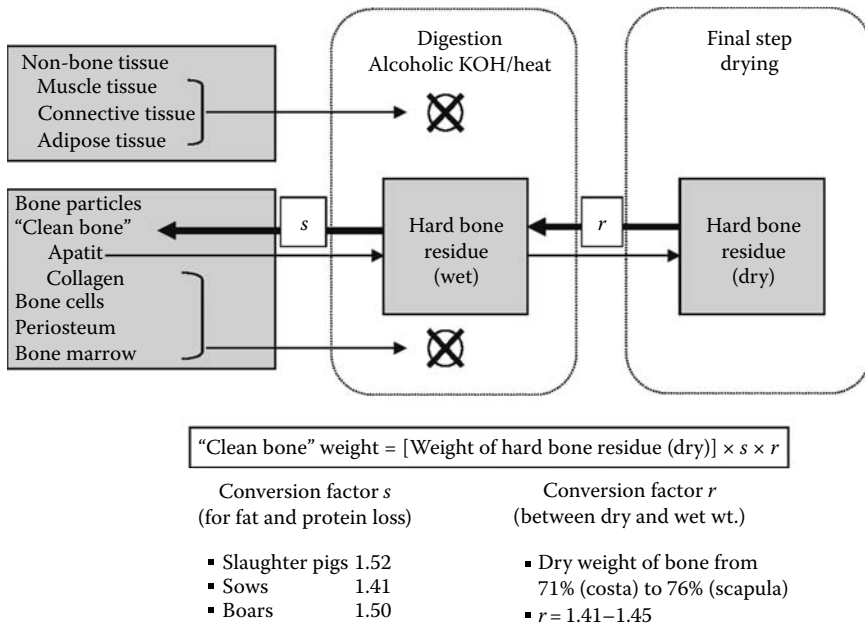 Non-bone tissue
Muscle tissue
Connective tissue
Adipose tissue
Digestion
Alcoholic KOH/heat
Final step
drying
Bone particles
“Clean bone”
Apatit
Collagen
Bone cells
Periosteum
Bone marrow
s
Hard bone
residue
(wet)
r
Hard bone
residue
(dry)
“Clean bone” weight = [Weight of hard bone residue (dry)] × s × r
Conversion factor s
(for fat and protein loss)
▪ Slaughter pigs 1.52
▪ Sows 1.41
▪ Boars 1.50
Conversion factor r
(between dry and wet wt.)
▪ Dry weight of bone from
71% (costa) to 76% (scapula)
▪ r = 1.41–1.45